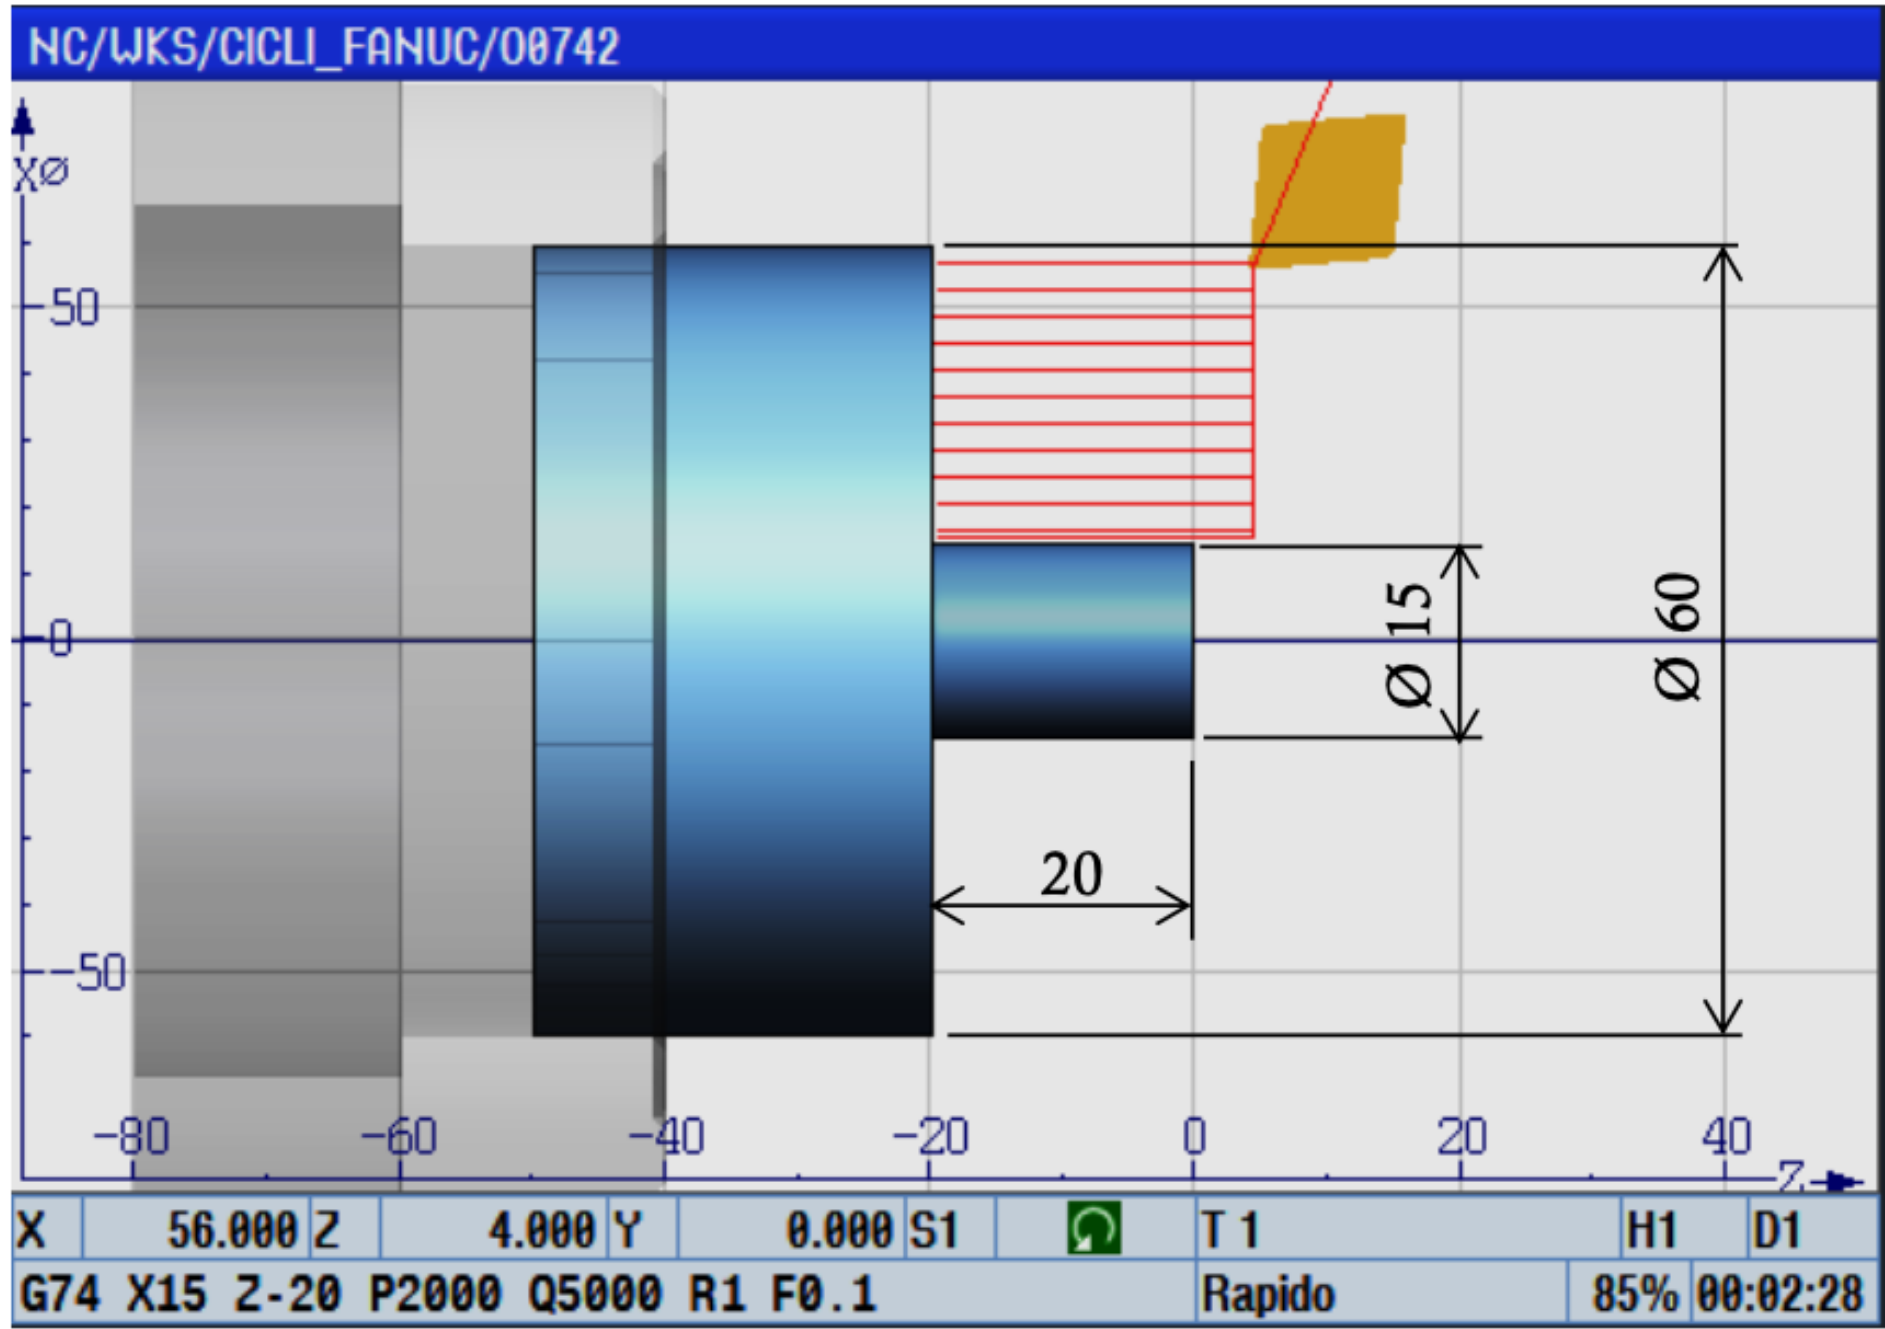 NC/WKS/CICLI_FANUC/O0742
XØ
50
0
Ø 15
Ø 60
20
-50
-80 -60 -40 -20 0 20 40
Z
X 56.000 Z 4.000 Y 0.000 S1 T 1 H1 D1
G74 X15 Z-20 P2000 Q5000 R1 F0.1 Rapido 85% 00:02:28